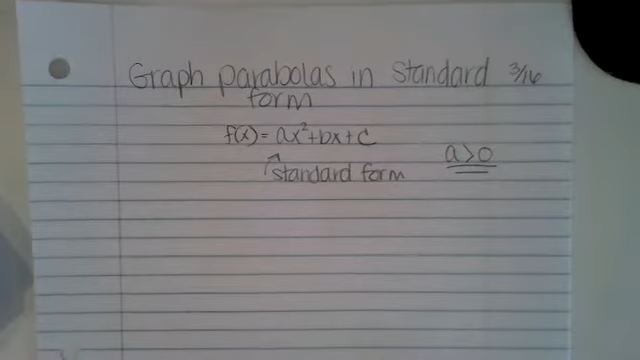 Graph parabolas in standard 3/16
form
f(x) = ax²+bx+c
a>0
standard form